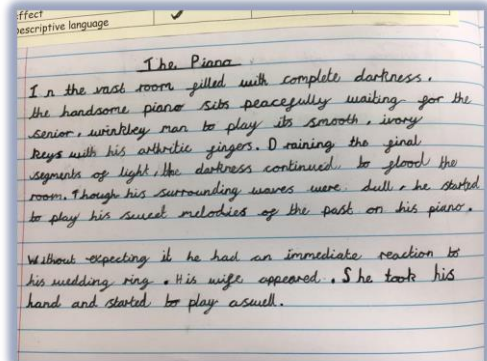 effect
Descriptive language
The Piano
In the vast room filled with complete darkness.
the handsome piano sits peacefully waiting for the
senior, wrinkley man to play its smooth, ivory
keys with his arthritic fingers. Draining the final
segments of light, the darkness continued to flood the
room. Though his surrounding waves were dull, he started
to play his sweet melodies of the past on his piano.
Without expecting it he had an immediate reaction to
his wedding ring. His wife appeared. She took his
hand and started to play aswell.